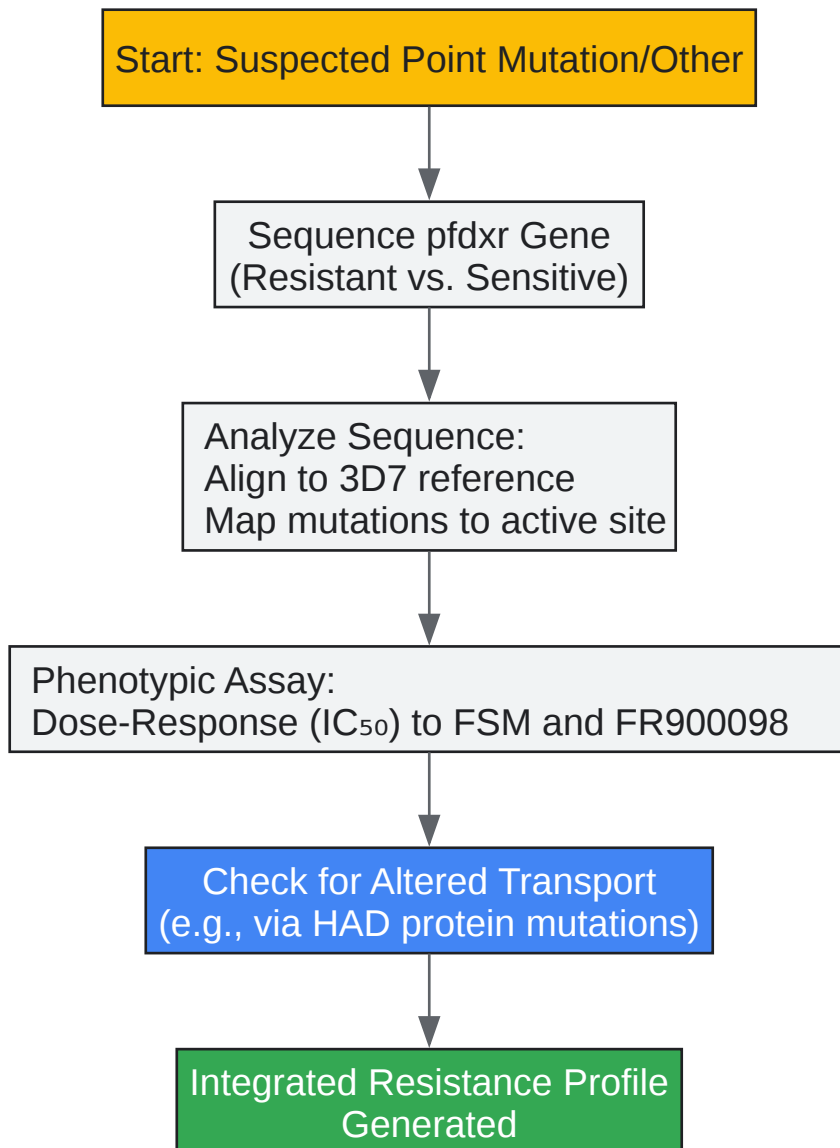 Start: Suspected Point Mutation/Other
Sequence pfdxr Gene
(Resistant vs. Sensitive)
Analyze Sequence:
Align to 3D7 reference
Map mutations to active site
Phenotypic Assay:
Dose-Response (IC₅₀) to FSM and FR900098
Check for Altered Transport
(e.g., via HAD protein mutations)
Integrated Resistance Profile
Generated